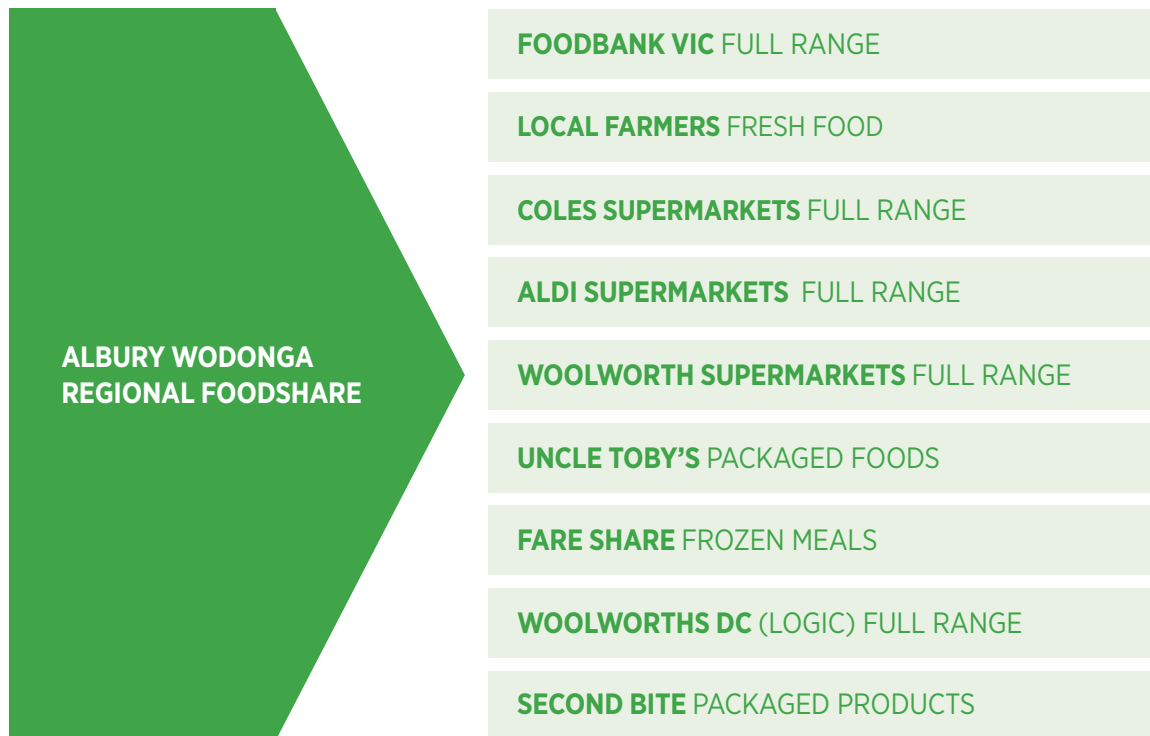 ALBURY WODONGA
REGIONAL FOODSHARE
FOODBANK VIC FULL RANGE
LOCAL FARMERS FRESH FOOD
COLES SUPERMARKETS FULL RANGE
ALDI SUPERMARKETS FULL RANGE
WOOLWORTH SUPERMARKETS FULL RANGE
UNCLE TOBY’S PACKAGED FOODS
FARE SHARE FROZEN MEALS
WOOLWORTHS DC (LOGIC) FULL RANGE
SECOND BITE PACKAGED PRODUCTS